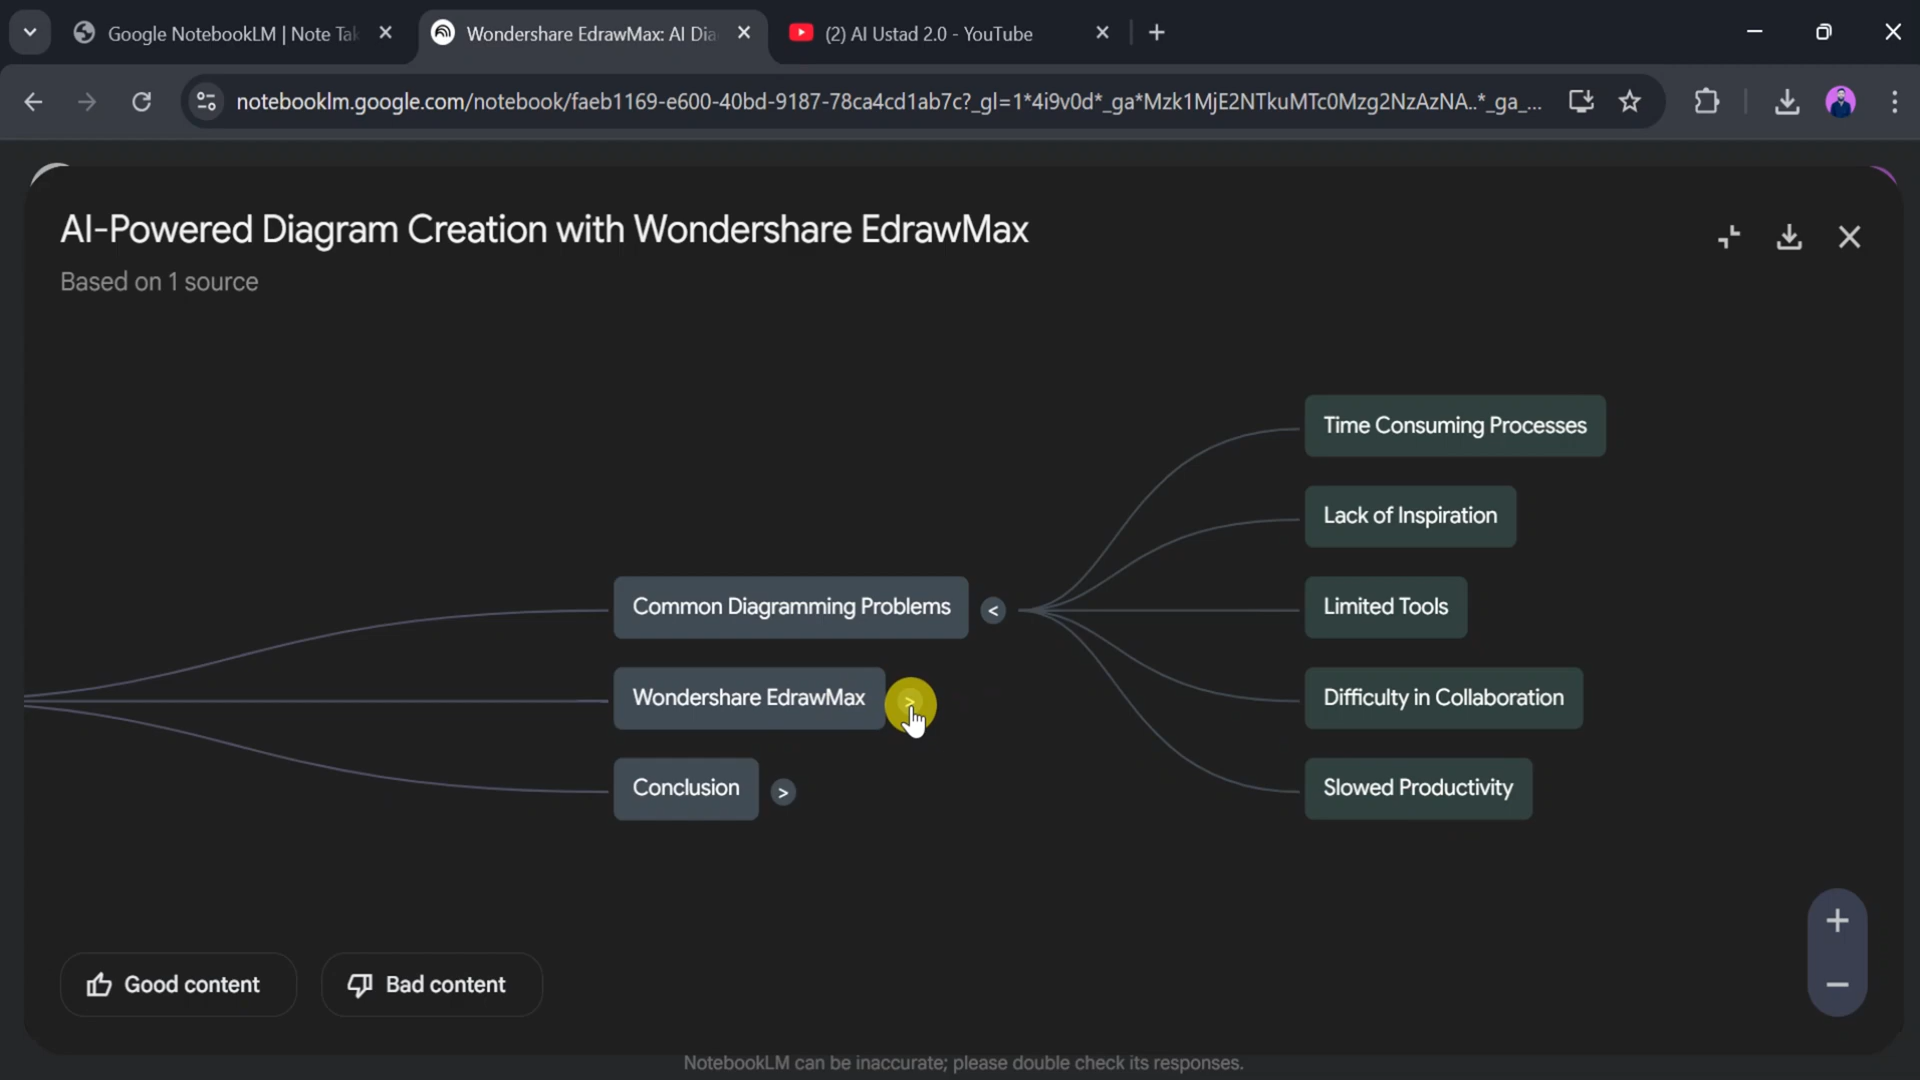 Google NotebookLM | Note Tak
Wondershare EdrawMax: AI Dia
(2) AI Ustad 2.0 - YouTube
notebooklm.google.com/notebook/faeb1169-e600-40bd-9187-78ca4cd1ab7c?_gl=1*4i9v0d*_ga*Mzk1MjE2NTkuMTc0Mzg2NzAzNA..*_ga_...
AI-Powered Diagram Creation with Wondershare EdrawMax
Based on 1 source
Time Consuming Processes
Lack of Inspiration
Common Diagramming Problems <
Limited Tools
Wondershare EdrawMax >
Difficulty in Collaboration
Conclusion >
Slowed Productivity
Good content
Bad content
NotebookLM can be inaccurate; please double check its responses.